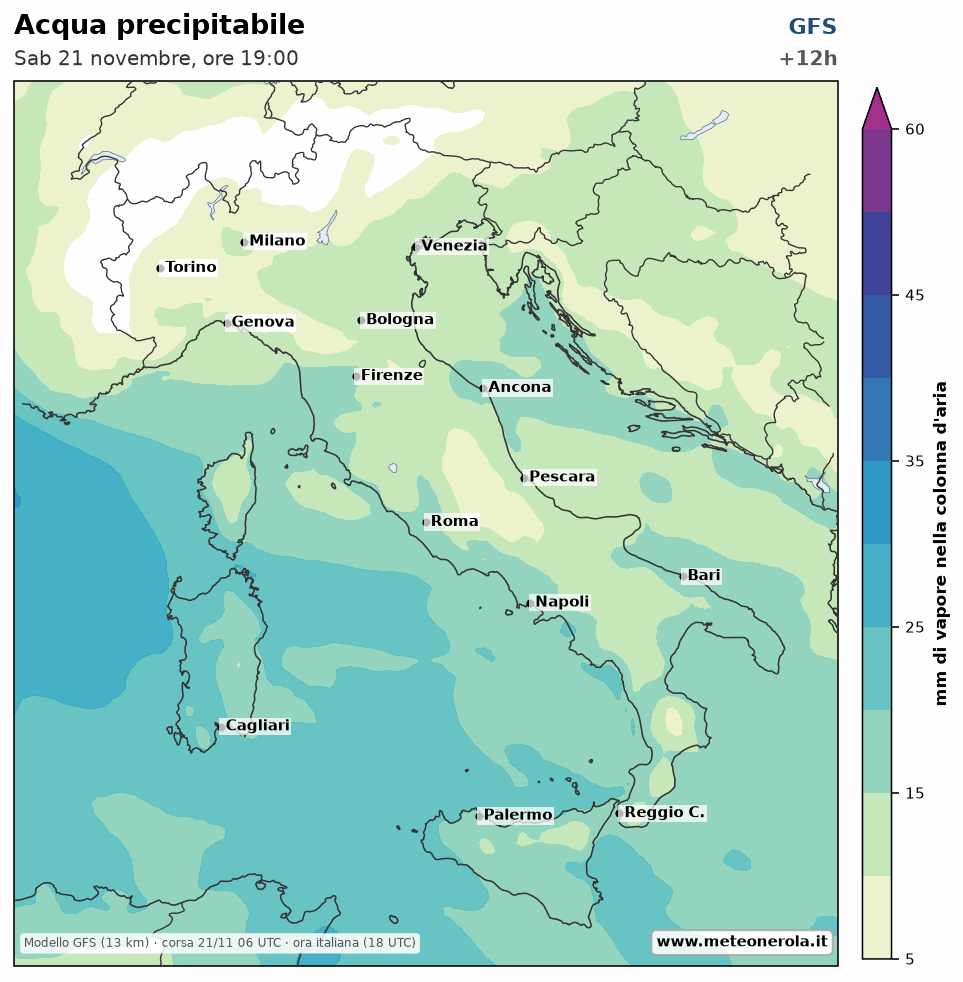 Acqua precipitabile
GFS
Sab 21 novembre, ore 19:00
+12h
60
Milano
Venezia
Torino
45
Genova
Bologna
Firenze
Ancona
35
Pescara
Roma
Bari
Napoli
25
mm di vapore nella colonna d'aria
Cagliari
15
Palermo
Reggio C.
Modello GFS (13 km) · corsa 21/11 06 UTC · ora italiana (18 UTC)
www.meteonerola.it
5